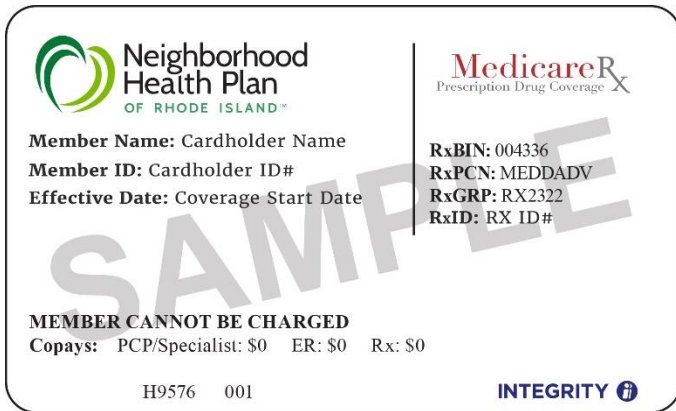 Neighborhood
Health Plan
OF RHODE ISLAND™
Member Name: Cardholder Name
Member ID: Cardholder ID#
Effective Date: Coverage Start Date
MedicareRx
Prescription Drug Coverage
RxBIN: 004336
RxPCN: MEDDADV
RxGRP: RX2322
RxID: RX ID#
SAMPLE
MEMBER CANNOT BE CHARGED
Copays: PCP/Specialist: $0 ER: $0 Rx: $0
H9576 001
INTEGRITY